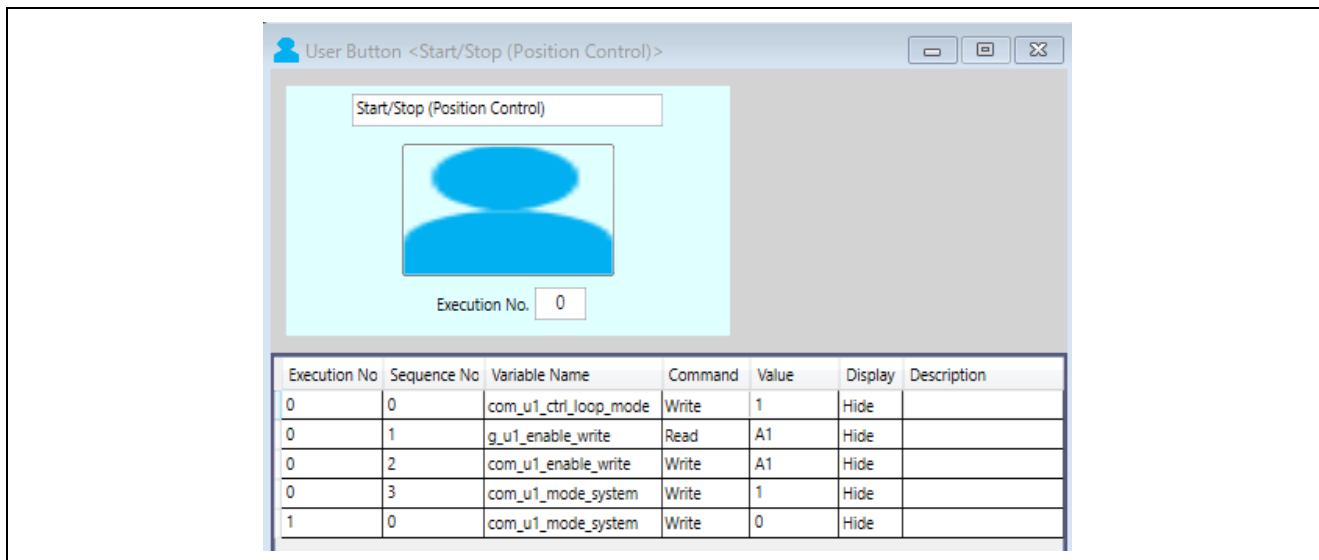 User Button <Start/Stop (Position Control)>
Start/Stop (Position Control)
Execution No. 0
Execution No Sequence No Variable Name Command Value Display Description
0 0 com_u1_ctrl_loop_mode Write 1 Hide
0 1 g_u1_enable_write Read A1 Hide
0 2 com_u1_enable_write Write A1 Hide
0 3 com_u1_mode_system Write 1 Hide
1 0 com_u1_mode_system Write 0 Hide